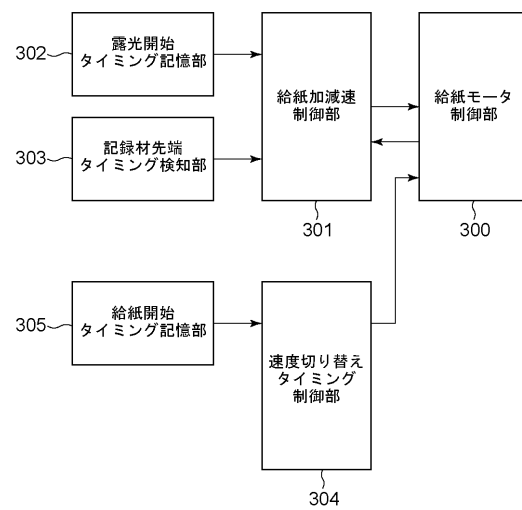 302
露光開始
タイミング記憶部
303
記録材先端
タイミング検知部
給紙加減速
制御部
301
給紙モータ
制御部
300
305
給紙開始
タイミング記憶部
速度切り替え
タイミング
制御部
304